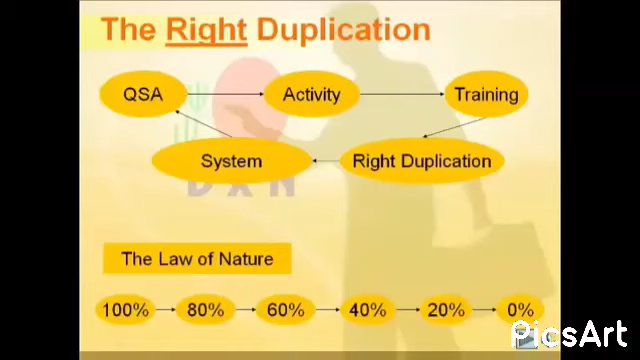 The Right Duplication
QSA
Activity
Training
System
Right Duplication
DXN
The Law of Nature
100%
80%
60%
40%
20%
0%
PicsArt